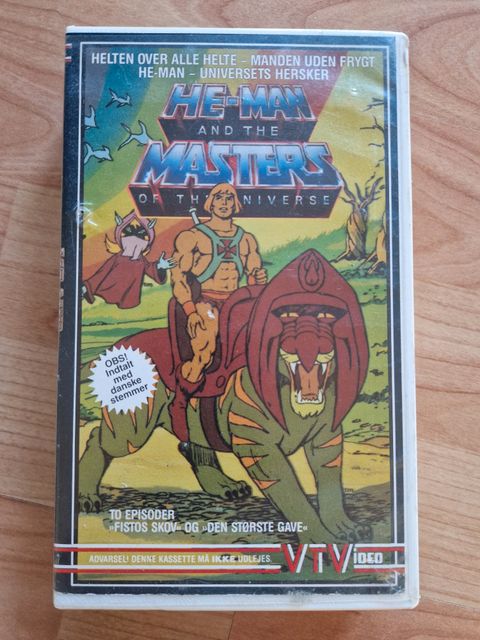 HELTEN OVER ALLE HELTE – MANDEN UDEN FRYGT
HE-MAN – UNIVERSETS HERSKER
HE-MAN
AND THE
MASTERS
OF THE UNIVERSE
OBS!
Indtalt
med
danske
stemmer
TO EPISODER
»FISTOS SKOV« OG »DEN STØRSTE GAVE«
ADVARSEL! DENNE KASSETTE MÅ IKKE UDLEJES
VTVIDEO